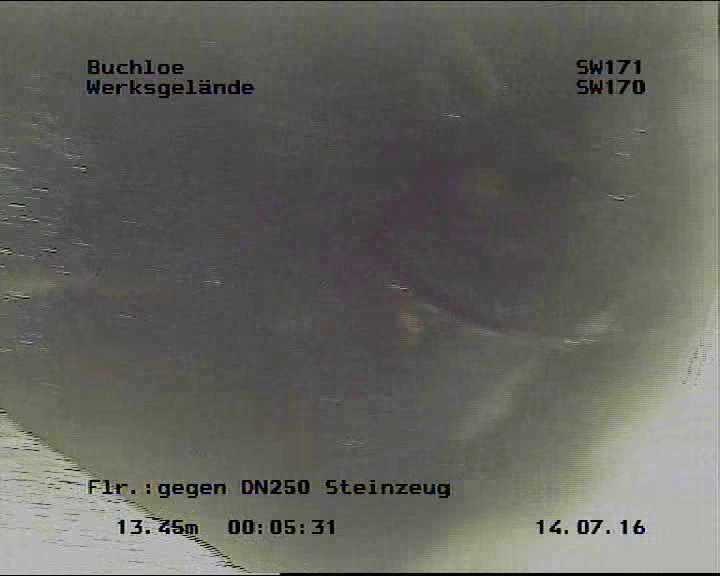 Buchloe SW171
Werksgelände SW170
Flr.:gegen DN250 Steinzeug
13.45m 00:05:31 14.07.16